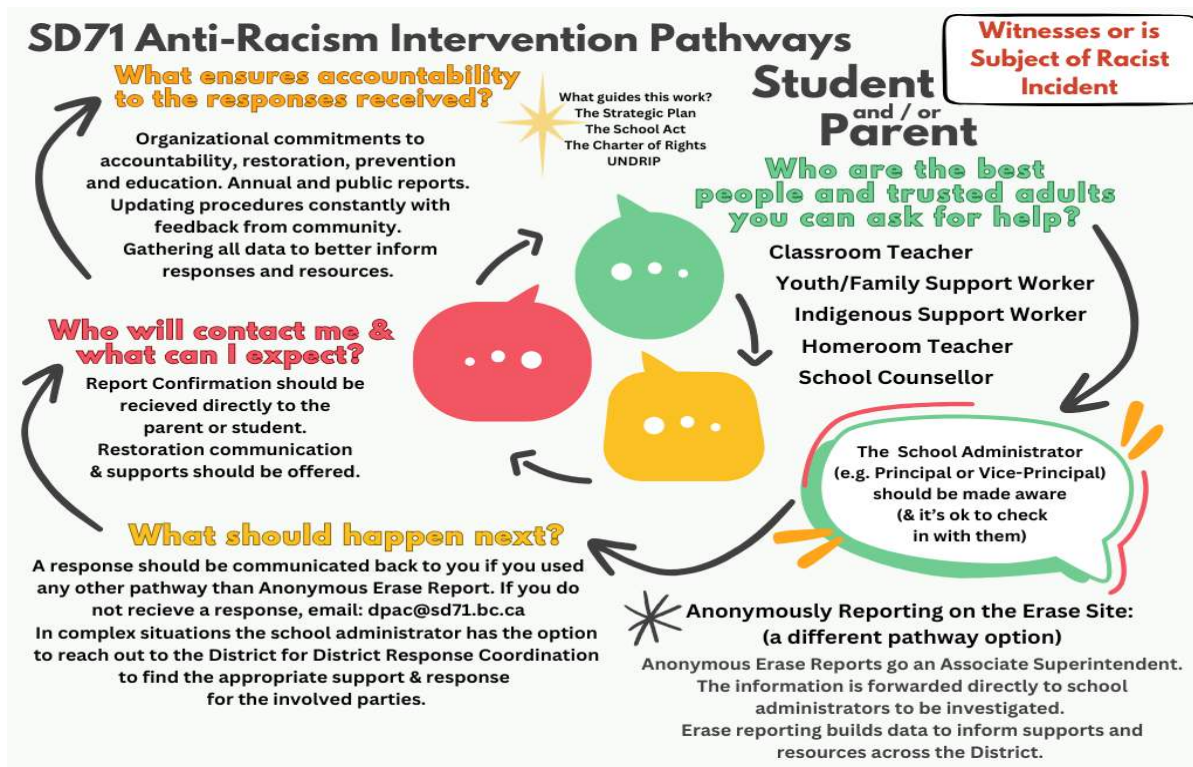 SD71 Anti-Racism Intervention Pathways
Witnesses or is
Subject of Racist
Incident
Student
and / or
Parent
What guides this work?
The Strategic Plan
The School Act
The Charter of Rights
UNDRIP
Who are the best
people and trusted adults
you can ask for help?
Classroom Teacher
Youth/Family Support Worker
Indigenous Support Worker
Homeroom Teacher
School Counsellor
The School Administrator
(e.g. Principal or Vice-Principal)
should be made aware
(& it's ok to check
in with them)
Anonymously Reporting on the Erase Site:
(a different pathway option)
Anonymous Erase Reports go an Associate Superintendent.
The information is forwarded directly to school
administrators to be investigated.
Erase reporting builds data to inform supports and
resources across the District.
What should happen next?
A response should be communicated back to you if you used
any other pathway than Anonymous Erase Report. If you do
not recieve a response, email: dpac@sd71.bc.ca
In complex situations the school administrator has the option
to reach out to the District for District Response Coordination
to find the appropriate support & response
for the involved parties.
Who will contact me &
what can I expect?
Report Confirmation should be
recieved directly to the
parent or student.
Restoration communication
& supports should be offered.
What ensures accountability
to the responses received?
Organizational commitments to
accountability, restoration, prevention
and education. Annual and public reports.
Updating procedures constantly with
feedback from community.
Gathering all data to better inform
responses and resources.